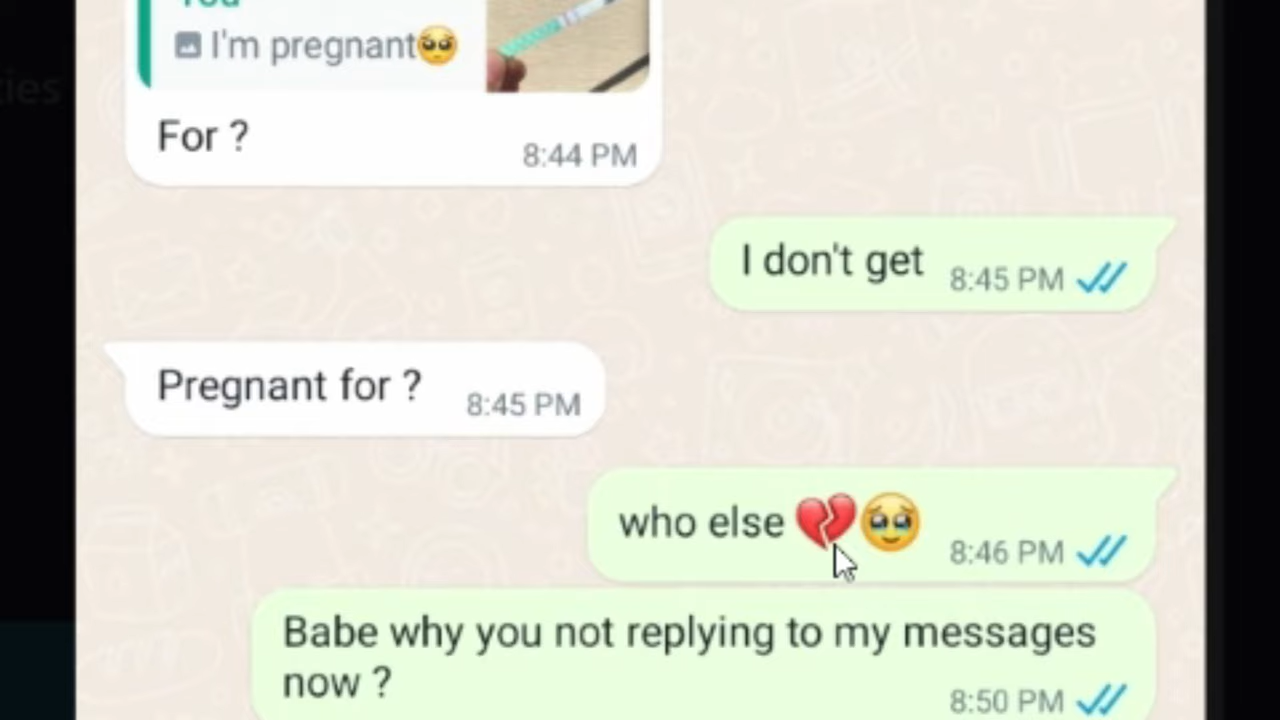 You
I'm pregnant🥺
For ?
8:44 PM
I don't get 8:45 PM
Pregnant for ? 8:45 PM
who else 💔🥹 8:46 PM
Babe why you not replying to my messages
now ?
8:50 PM